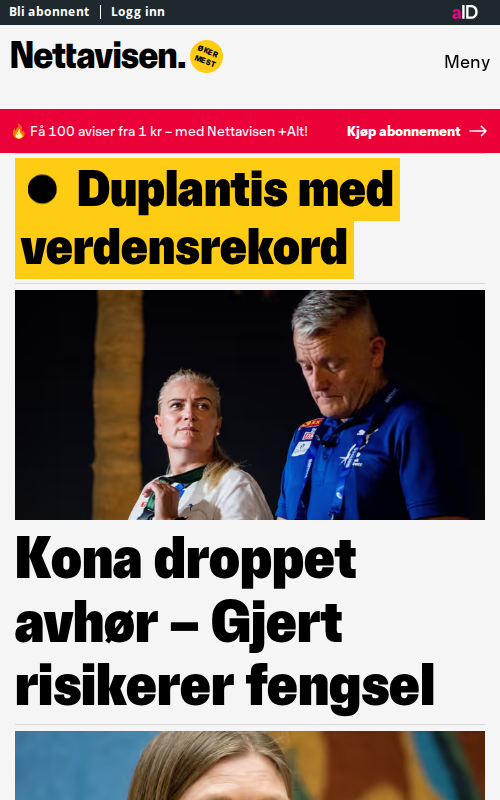 Bli abonnent | Logg inn
aID
Nettavisen.
ØKER
MEST
Meny
🔥 Få 100 aviser fra 1 kr – med Nettavisen +Alt!
Kjøp abonnement →
● Duplantis med
verdensrekord
Kona droppet
avhør – Gjert
risikerer fengsel